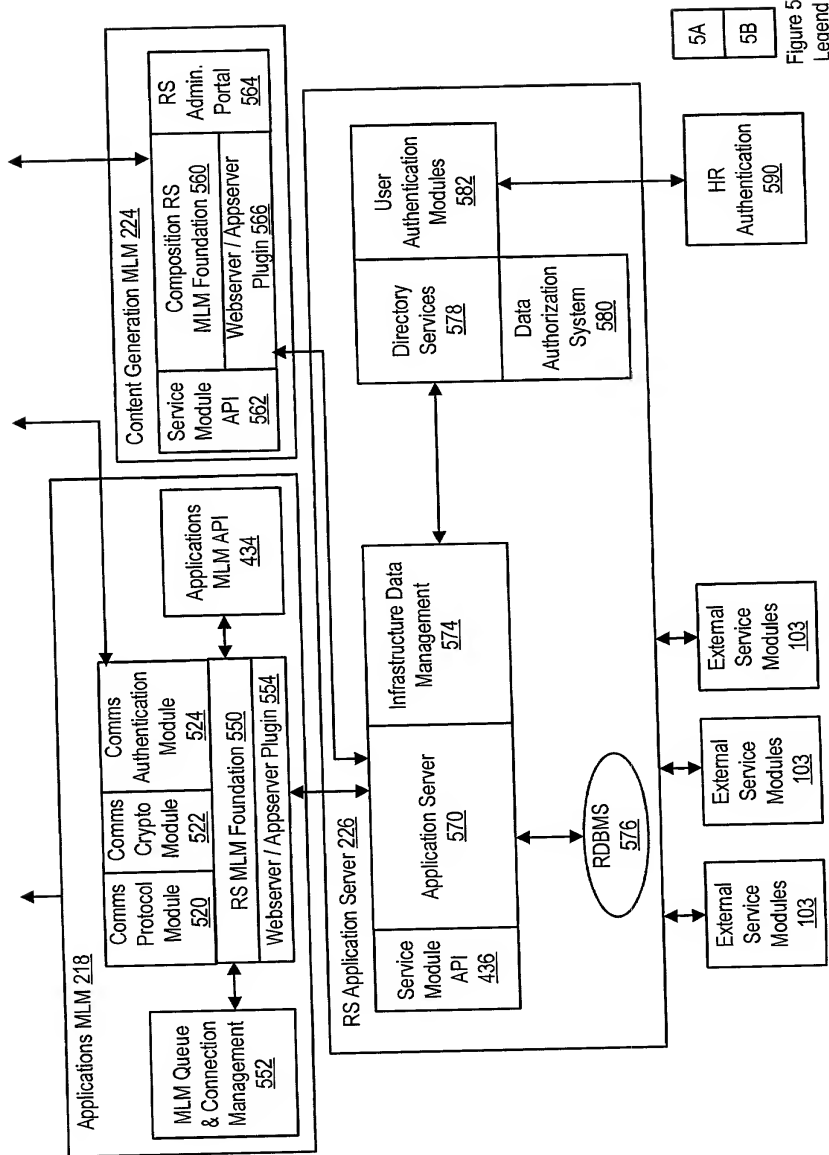 Applications MLM 218
Comms
Protocol
Module
520
Comms
Crypto
Module
522
Comms
Authentication
Module
524
RS MLM Foundation 550
Webserver / Appserver Plugin 554
MLM Queue
& Connection
Management
552
Applications
MLM API
434
Content Generation MLM 224
Service
Module
API
562
Composition RS
MLM Foundation 560
Webserver / Appserver
Plugin 566
RS
Admin.
Portal
564
RS Application Server 226
Service
Module
API
436
Application Server
570
Infrastructure Data
Management
574
RDBMS
576
Directory
Services
578
User
Authentication
Modules
582
Data
Authorization
System
580
External
Service
Modules
103
External
Service
Modules
103
External
Service
Modules
103
HR
Authentication
590
5A
5B
Figure 5
Legend